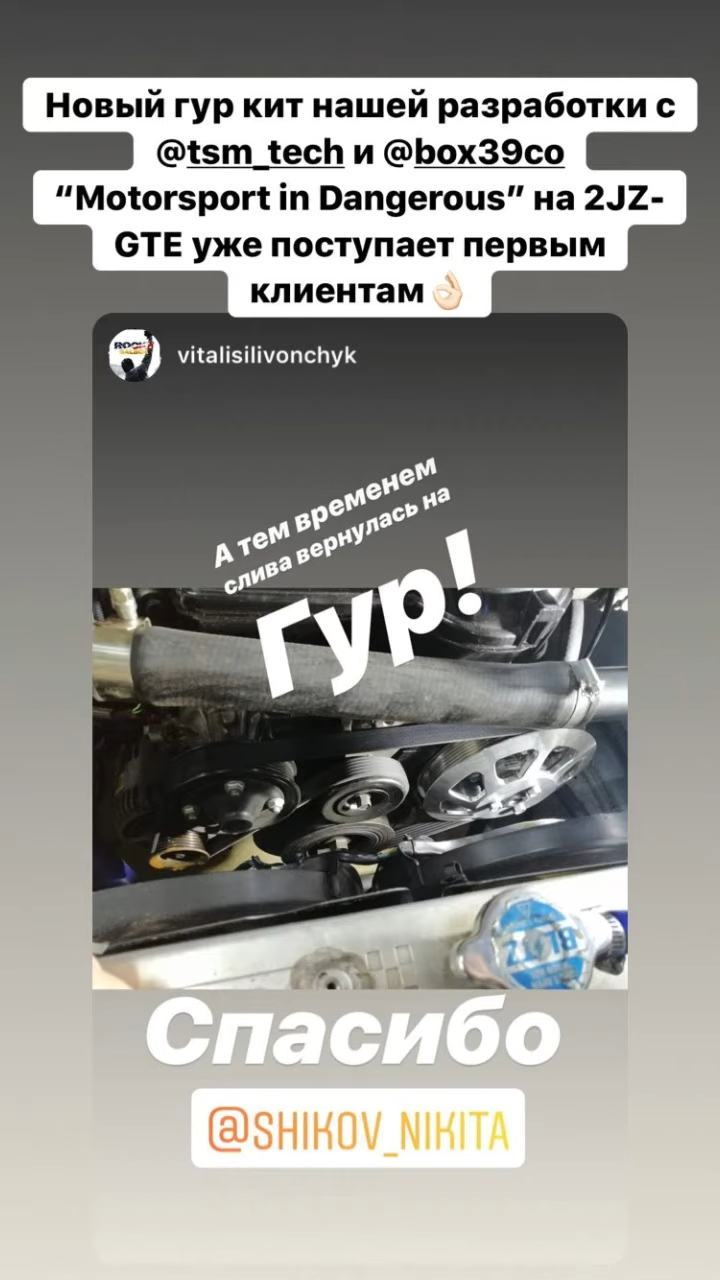 Новый гур кит нашей разработки с
@tsm_tech и @box39co
“Motorsport in Dangerous” на 2JZ-
GTE уже поступает первым
клиентам👌🏻
vitalisilivonchyk
А тем временем
слива вернулась на
Гур!
BLITZ
Спасибо
@SHIKOV_NIKITA